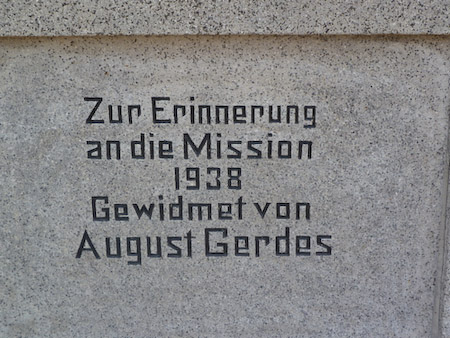 Zur Erinnerung
an die Mission
1938
Gewidmet von
August Gerdes